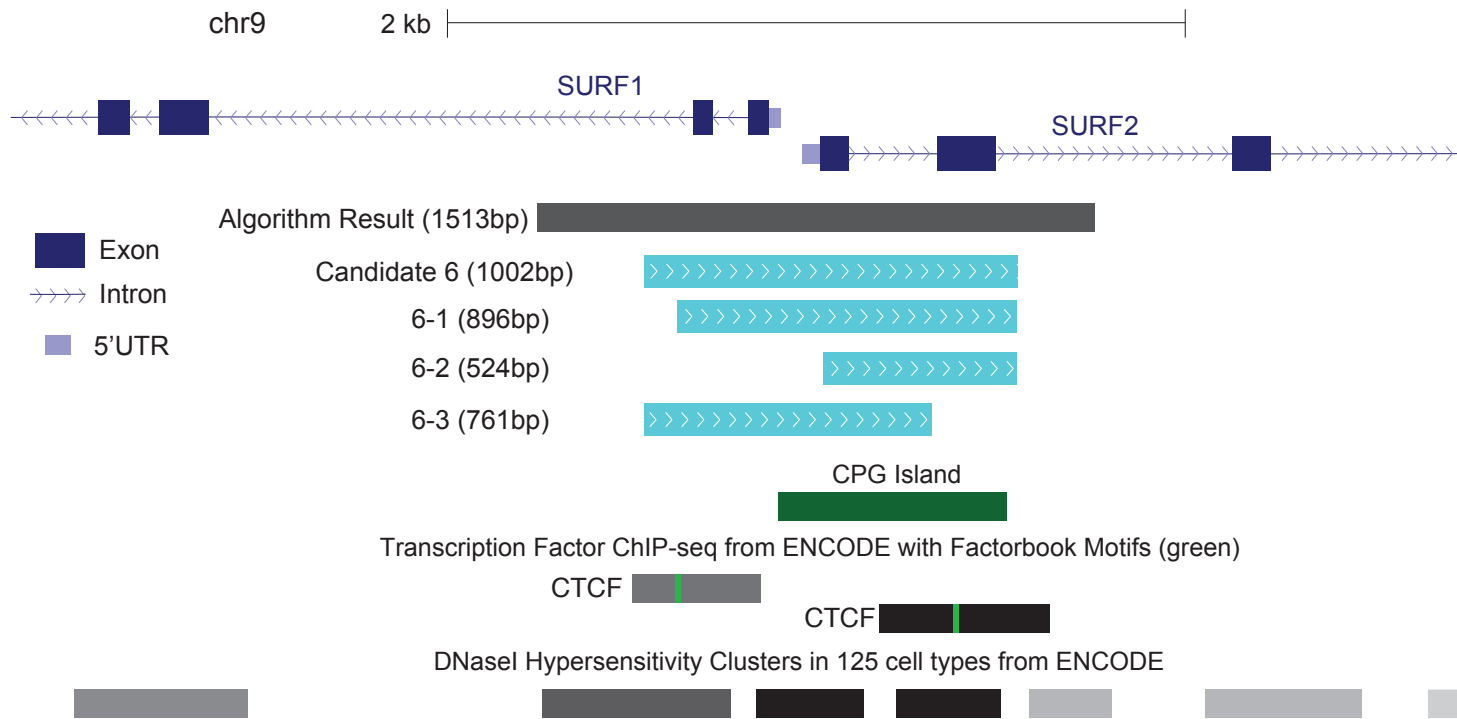 chr9
2 kb
SURF1
SURF2
Algorithm Result (1513bp)
Exon
Candidate 6 (1002bp)
Intron
6-1 (896bp)
5'UTR
6-2 (524bp)
6-3 (761bp)
CPG Island
Transcription Factor ChIP-seq from ENCODE with Factorbook Motifs (green)
CTCF
CTCF
DNaseI Hypersensitivity Clusters in 125 cell types from ENCODE